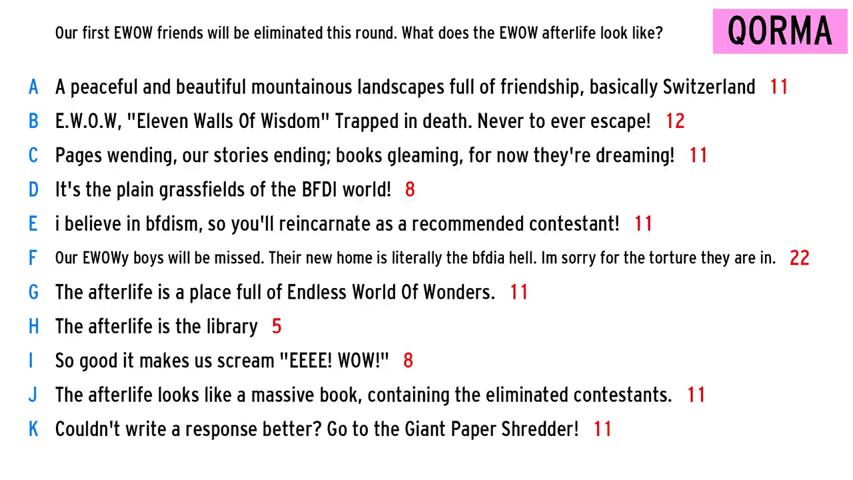 Our first EWOW friends will be eliminated this round. What does the EWOW afterlife look like?
QORMA
A A peaceful and beautiful mountainous landscapes full of friendship, basically Switzerland 11
B E.W.O.W, "Eleven Walls Of Wisdom" Trapped in death. Never to ever escape! 12
C Pages wending, our stories ending; books gleaming, for now they're dreaming! 11
D It's the plain grassfields of the BFDI world! 8
E i believe in bfdism, so you'll reincarnate as a recommended contestant! 11
F Our EWOWy boys will be missed. Their new home is literally the bfdia hell. Im sorry for the torture they are in. 22
G The afterlife is a place full of Endless World Of Wonders. 11
H The afterlife is the library 5
I So good it makes us scream "EEEE! WOW!" 8
J The afterlife looks like a massive book, containing the eliminated contestants. 11
K Couldn't write a response better? Go to the Giant Paper Shredder! 11